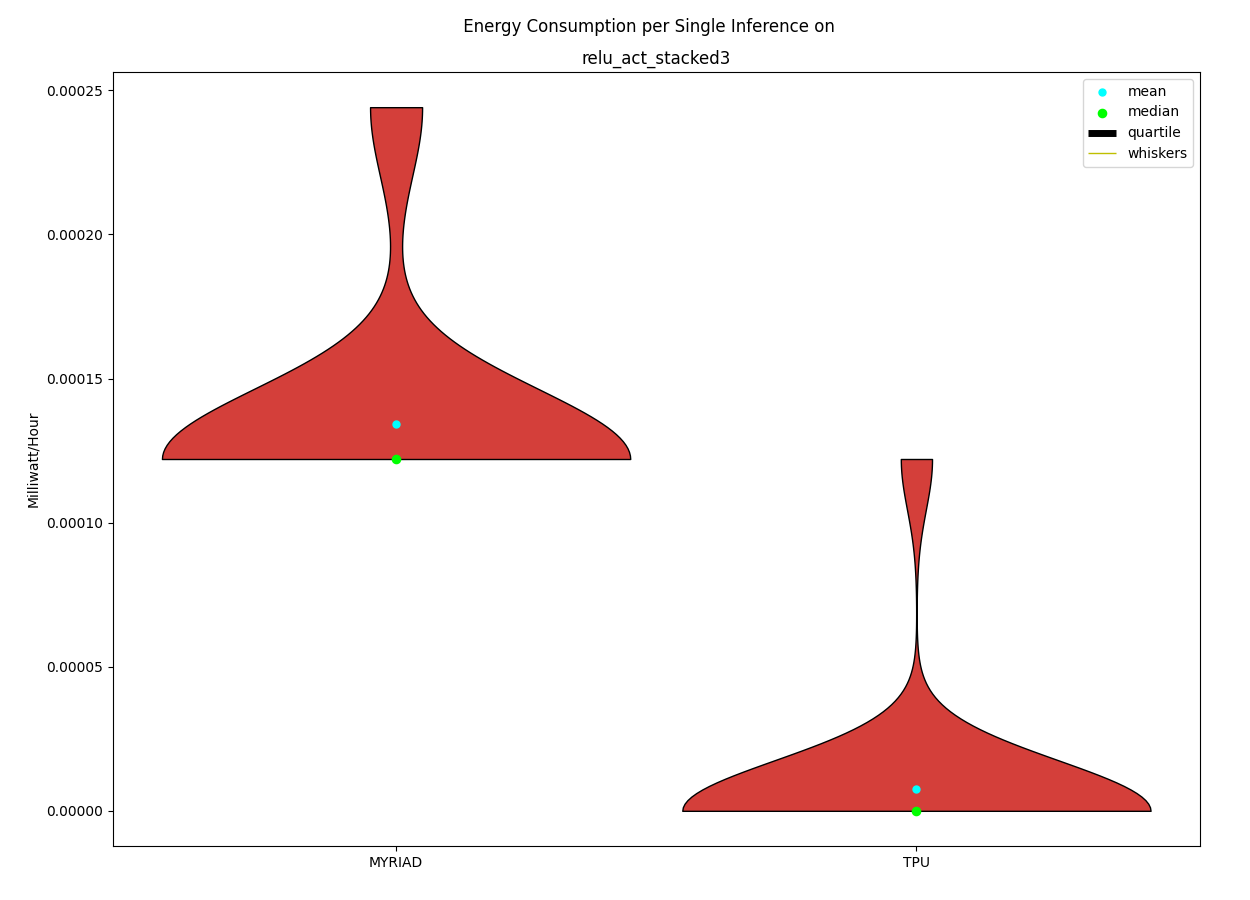 Energy Consumption per Single Inference on
relu_act_stacked3
mean
median
quartile
whiskers
0.00025
0.00020
0.00015
0.00010
0.00005
0.00000
Milliwatt/Hour
MYRIAD
TPU